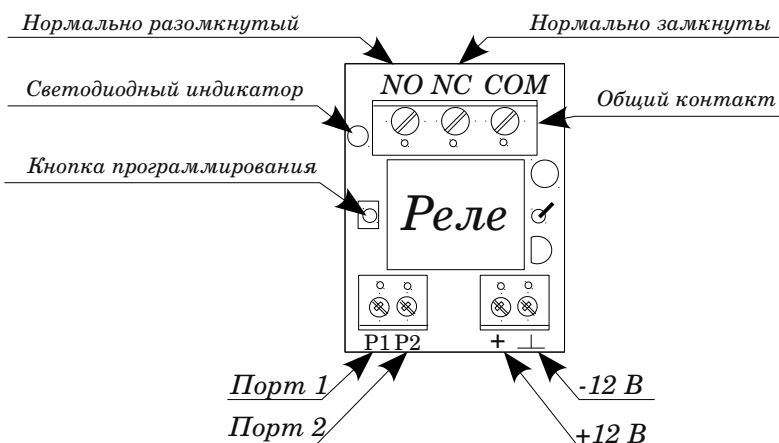 Нормально разомкнутый
Нормально замкнуты
Светодиодный индикатор
NO NC COM
Общий контакт
Кнопка программирования
Реле
P1 P2
+
Порт 1
-12 В
Порт 2
+12 В